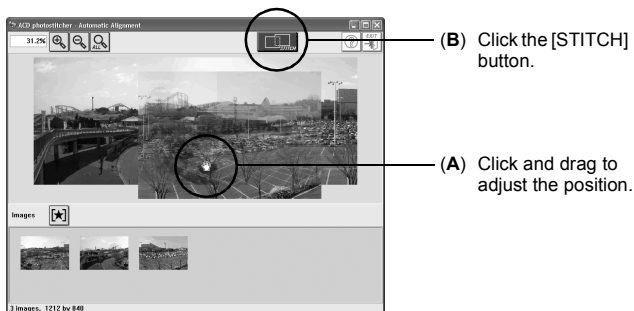 ACD photostitcher - Automatic Alignment
31.2%
ALL
STITCH
EXIT
(B) Click the [STITCH]
button.
(A) Click and drag to
adjust the position.
Images
3 images, 1212 by 840